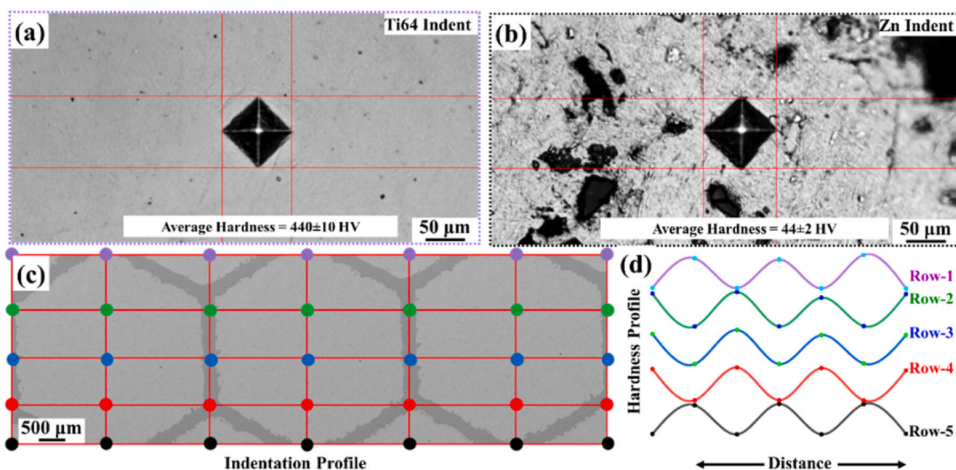 (a)
Ti64 Indent
Average Hardness = 440±10 HV
50 μm
(b)
Zn Indent
Average Hardness = 44±2 HV
50 μm
(c)
500 μm
Indentation Profile
(d)
Hardness Profile
Row-1
Row-2
Row-3
Row-4
Row-5
Distance